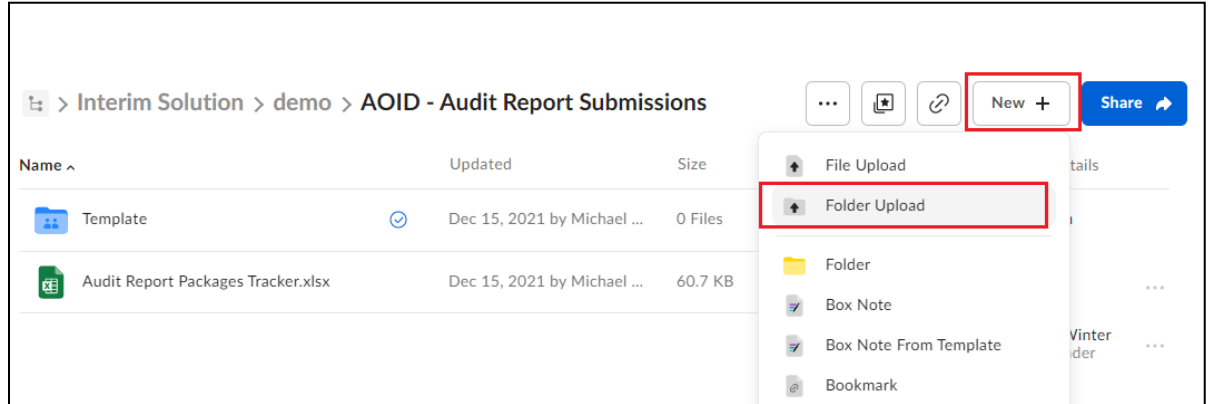 > Interim Solution > demo > AOID - Audit Report Submissions ... New + Share
Name Updated Size tails
File Upload
Template Dec 15, 2021 by Michael ... 0 Files
Folder Upload
Folder
Audit Report Packages Tracker.xlsx Dec 15, 2021 by Michael ... 60.7 KB
Box Note
Box Note From Template
Winter
der
Bookmark